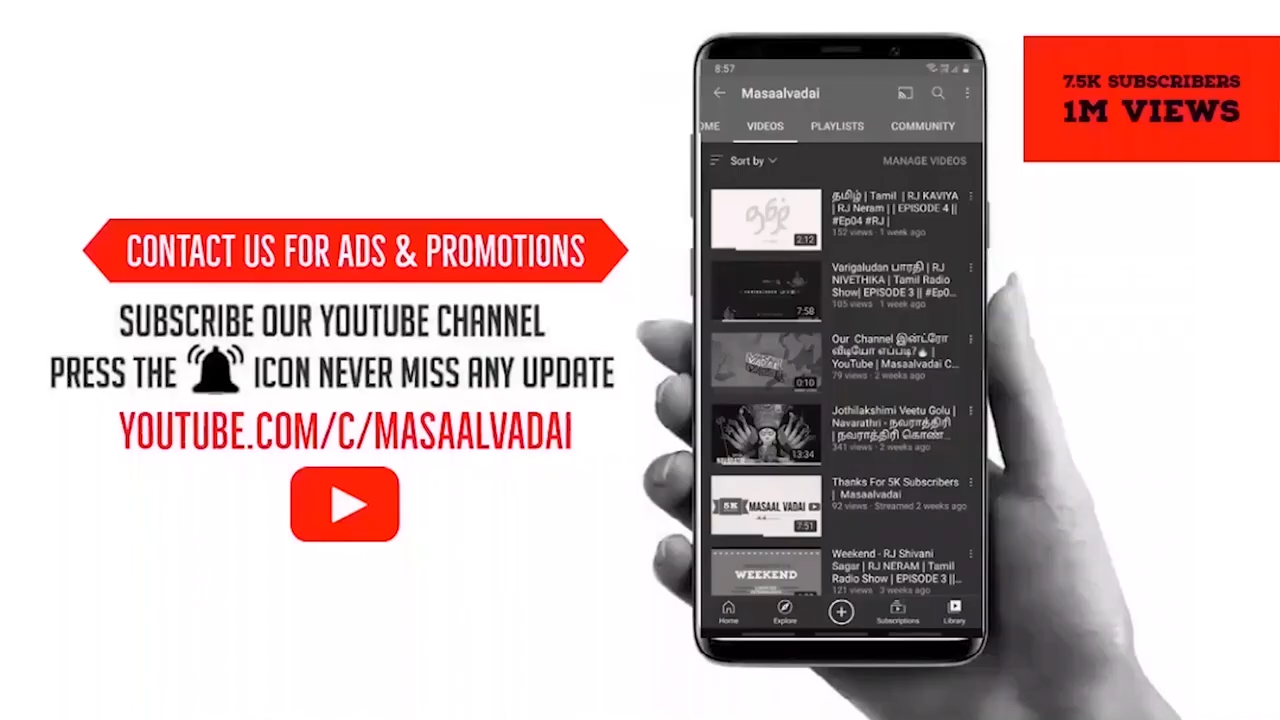 7.5K SUBSCRIBERS
1M VIEWS
CONTACT US FOR ADS & PROMOTIONS
SUBSCRIBE OUR YOUTUBE CHANNEL
PRESS THE ICON NEVER MISS ANY UPDATE
YOUTUBE.COM/C/MASAALVADAI
8:57
Masaalvadai
OME VIDEOS PLAYLISTS COMMUNITY
Sort by MANAGE VIDEOS
தமிழ்
2:12
தமிழ் | Tamil | RJ KAVIYA
| RJ Neram | | EPISODE 4 ||
#Ep04 #RJ |
152 views · 1 week ago
7:58
Varigaludan பாரதி | RJ
NIVETHIKA | Tamil Radio
Show| EPISODE 3 || #Ep0...
105 views · 1 week ago
0:10
Our Channel இன்ட்ரோ
வீடியோ எப்படி? |
YouTube | Masaalvadai C...
79 views · 2 weeks ago
13:34
Jothilakshimi Veetu Golu |
Navarathri - நவராத்திரி
| நவராத்திரி கொண்...
341 views · 2 weeks ago
5K MASAAL VADAI
7:51
Thanks For 5K Subscribers
| Masaalvadai
92 views · Streamed 2 weeks ago
WEEKEND
Weekend - RJ Shivani
Sagar | RJ NERAM | Tamil
Radio Show | EPISODE 3 ||...
121 views · 3 weeks ago
Home Explore Subscriptions Library